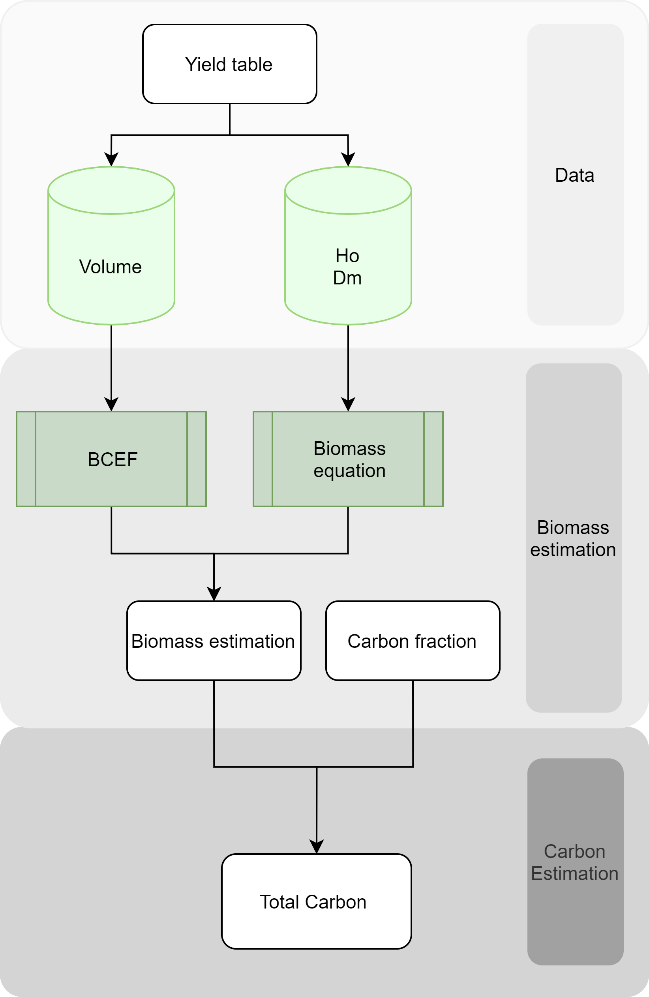 Yield table
Data
Volume
Ho
Dm
BCEF
Biomass
equation
Biomass
estimation
Biomass estimation
Carbon fraction
Carbon
Estimation
Total Carbon